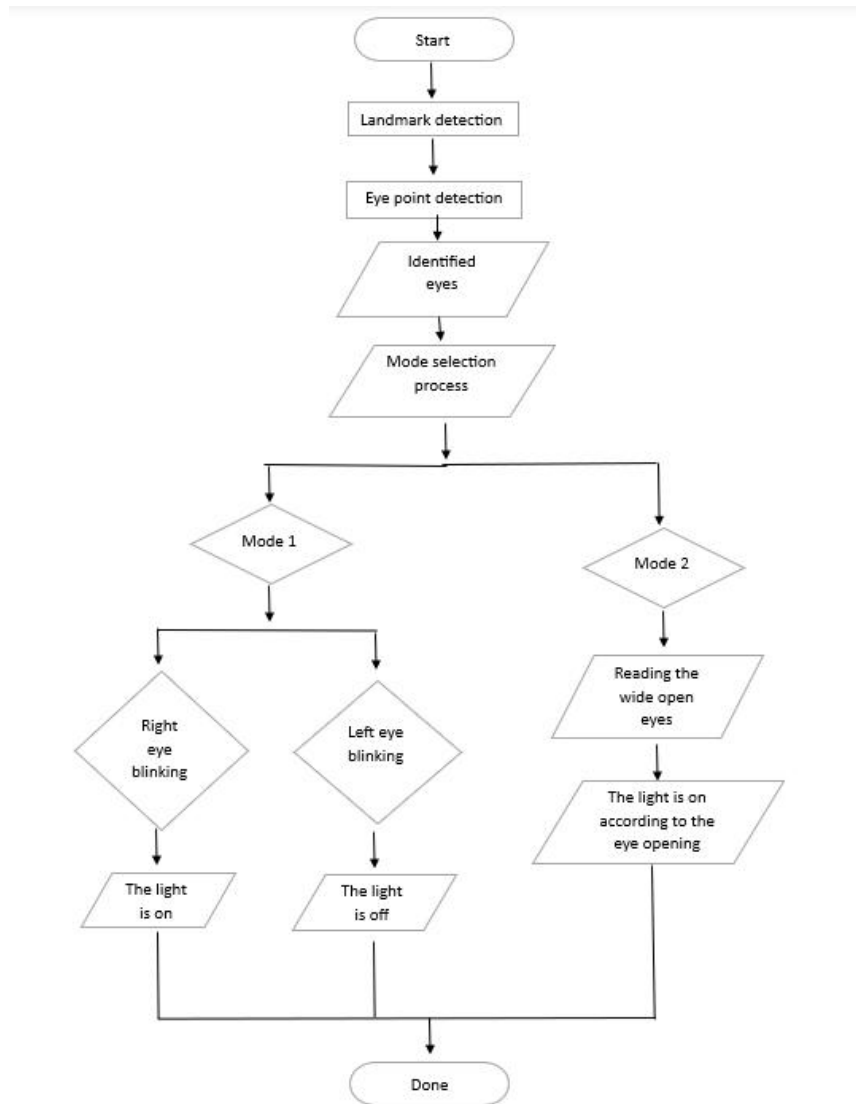 Start
Landmark detection
Eye point detection
Identified
eyes
Mode selection
process
Mode 1
Mode 2
Right
eye
blinking
Left eye
blinking
Reading the
wide open
eyes
The light
is on
The light
is off
The light is on
according to the
eye opening
Done